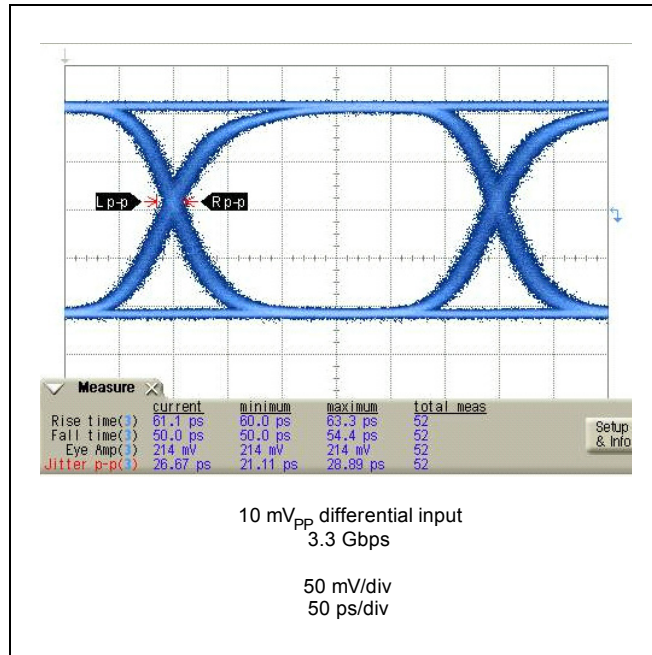 L p-p R p-p
Measure
current minimum maximum total meas
Rise time(3) 61.1 ps 60.0 ps 63.3 ps 52
Fall time(3) 50.0 ps 50.0 ps 54.4 ps 52
Eye Amp(3) 214 mV 214 mV 214 mV 52
Jitter p-p(3) 26.67 ps 21.11 ps 28.89 ps 52
Setup
& Info
10 mVPP differential input
3.3 Gbps
50 mV/div
50 ps/div